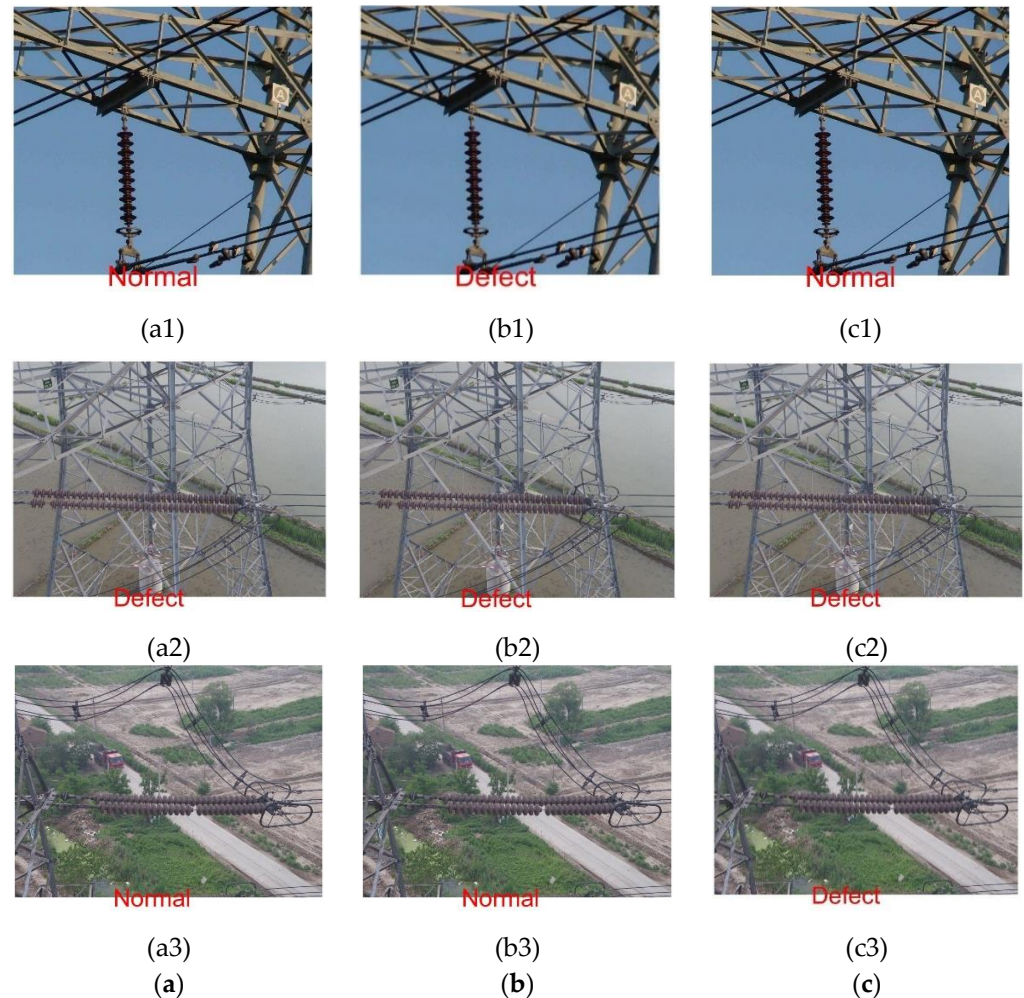 A A A
Normal Defect Normal
(a1) (b1) (c1)
Defect Defect Defect
(a2) (b2) (c2)
Normal Normal Defect
(a3) (b3) (c3)
(a) (b) (c)